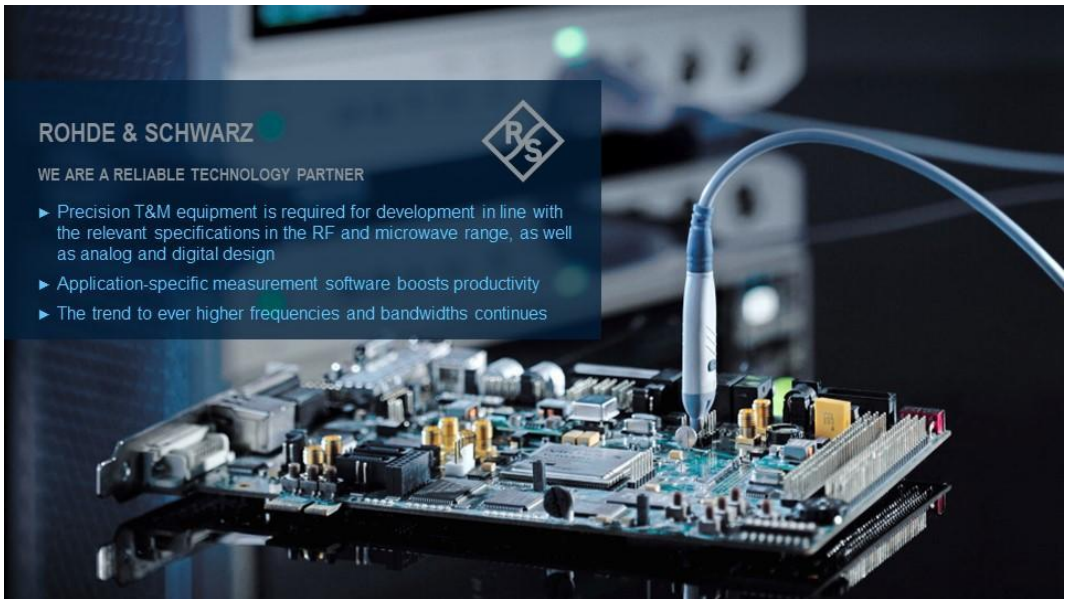 ROHDE & SCHWARZ
R
S
WE ARE A RELIABLE TECHNOLOGY PARTNER
► Precision T&M equipment is required for development in line with
the relevant specifications in the RF and microwave range, as well
as analog and digital design
► Application-specific measurement software boosts productivity
► The trend to ever higher frequencies and bandwidths continues